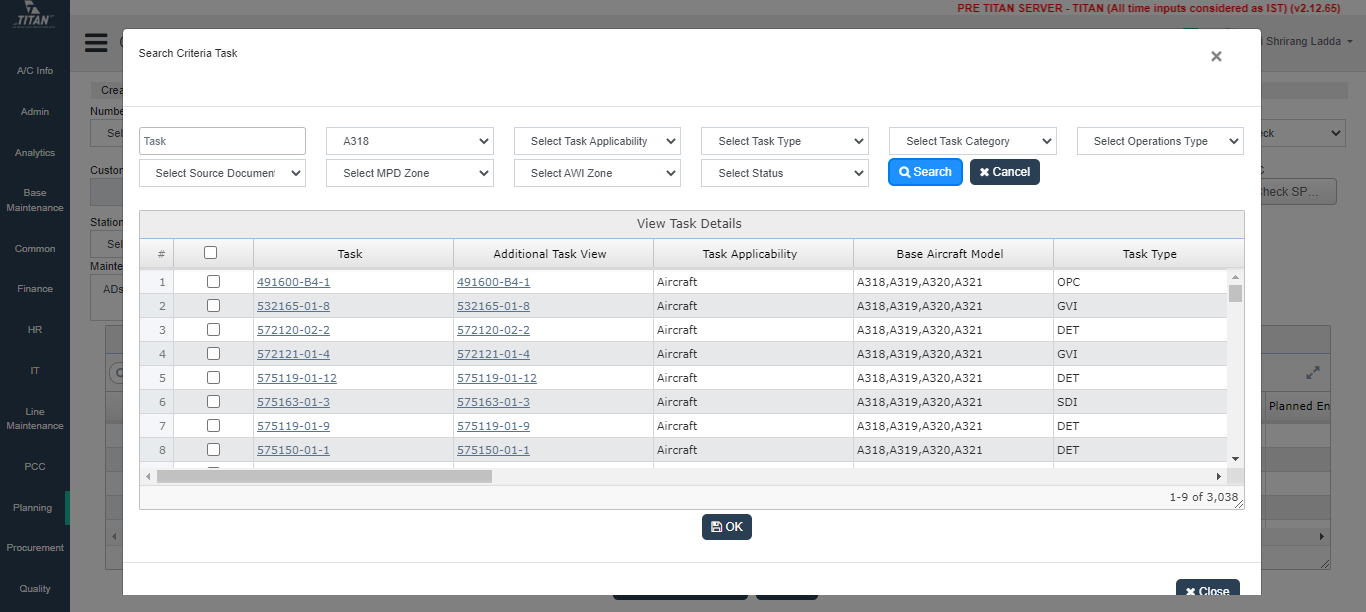 PRE TITAN SERVER - TITAN (All time inputs considered as IST) (v2.12.65)
TITAN
Shrirang Ladda
A/C Info
Admin
Analytics
Base
Maintenance
Common
Finance
HR
IT
Line
Maintenance
PCC
Planning
Procurement
Quality
Search Criteria Task
×
Crea
Numbe
Sel
Custon
Station
Sel
Mainte
ADs
eck
Check SP...
Planned En
Task
A318
Select Task Applicability
Select Task Type
Select Task Category
Select Operations Type
Select Source Document
Select MPD Zone
Select AWI Zone
Select Status
Search
Cancel
View Task Details
# Task Additional Task View Task Applicability Base Aircraft Model Task Type
1 491600-B4-1 491600-B4-1 Aircraft A318,A319,A320,A321 OPC
2 532165-01-8 532165-01-8 Aircraft A318,A319,A320,A321 GVI
3 572120-02-2 572120-02-2 Aircraft A318,A319,A320,A321 DET
4 572121-01-4 572121-01-4 Aircraft A318,A319,A320,A321 GVI
5 575119-01-12 575119-01-12 Aircraft A318,A319,A320,A321 DET
6 575163-01-3 575163-01-3 Aircraft A318,A319,A320,A321 SDI
7 575119-01-9 575119-01-9 Aircraft A318,A319,A320,A321 DET
8 575150-01-1 575150-01-1 Aircraft A318,A319,A320,A321 DET
1-9 of 3,038
OK
Close